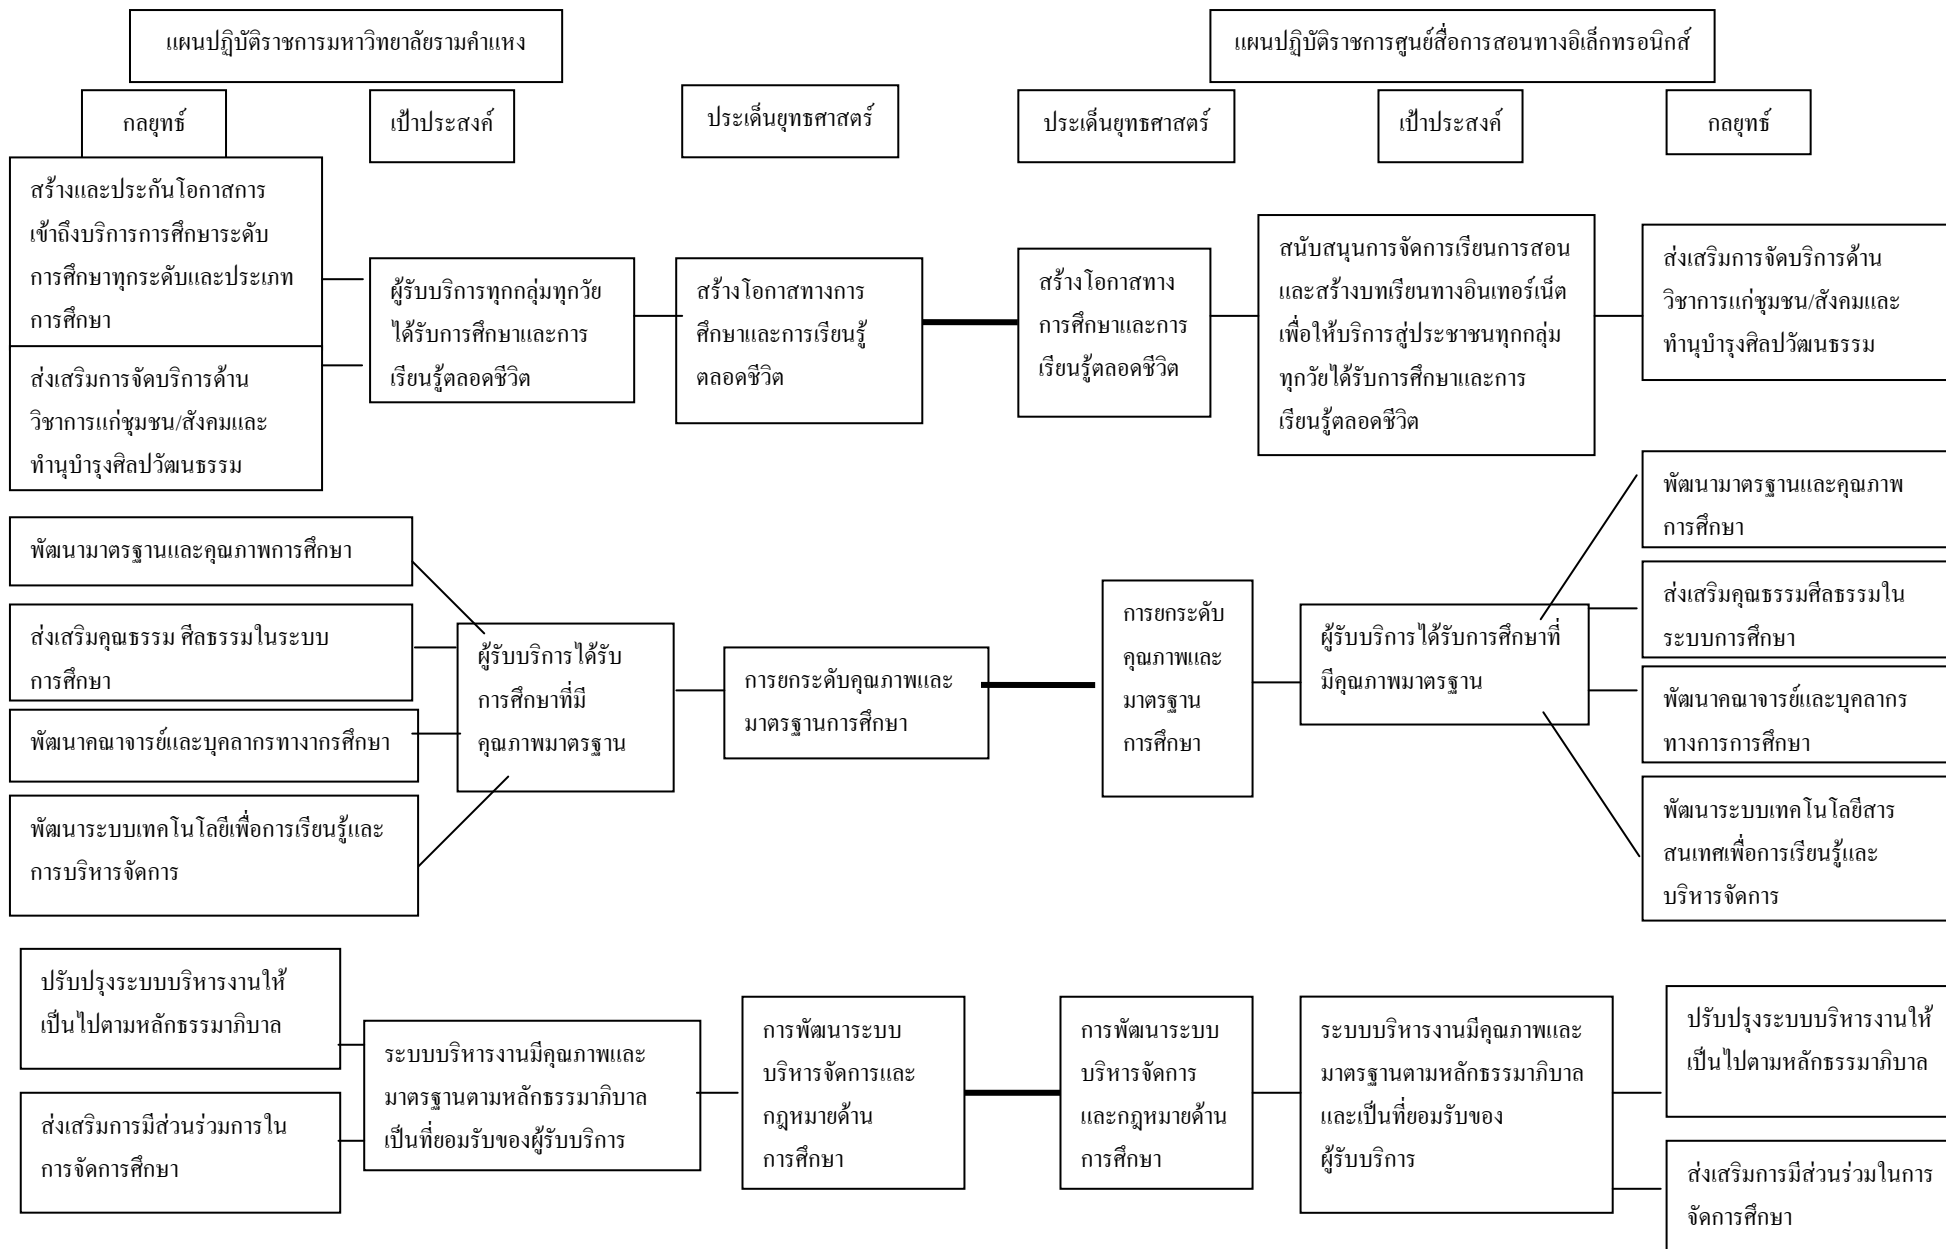 แผนปฏิบัติราชการมหาวิทยาลัยรามคำแหง
แผนปฏิบัติราชการศูนย์สื่อการสอนทางอิเล็กทรอนิกส์
กลยุทธ์
เป้าประสงค์
ประเด็นยุทธศาสตร์
ประเด็นยุทธศาสตร์
เป้าประสงค์
กลยุทธ์
สร้างและประกันโอกาสการ
เข้าถึงบริการการศึกษาระดับ
การศึกษาทุกระดับและประเภท
การศึกษา
ส่งเสริมการจัดบริการด้าน
วิชาการแก่ชุมชน/สังคมและ
ทำนุบำรุงศิลปวัฒนธรรม
ผู้รับบริการทุกกลุ่มทุกวัย
ได้รับการศึกษาและการ
เรียนรู้ตลอดชีวิต
สร้างโอกาสทางการ
ศึกษาและการเรียนรู้
ตลอดชีวิต
สร้างโอกาสทาง
การศึกษาและการ
เรียนรู้ตลอดชีวิต
สนับสนุนการจัดการเรียนการสอน
และสร้างบทเรียนทางอินเทอร์เน็ต
เพื่อให้บริการสู่ประชาชนทุกกลุ่ม
ทุกวัยได้รับการศึกษาและการ
เรียนรู้ตลอดชีวิต
ส่งเสริมการจัดบริการด้าน
วิชาการแก่ชุมชน/สังคมและ
ทำนุบำรุงศิลปวัฒนธรรม
พัฒนามาตรฐานและคุณภาพการศึกษา
ส่งเสริมคุณธรรม ศีลธรรมในระบบ
การศึกษา
พัฒนาคณาจารย์และบุคลากรทางากรศึกษา
พัฒนาระบบเทคโนโลยีเพื่อการเรียนรู้และ
การบริหารจัดการ
ผู้รับบริการได้รับ
การศึกษาที่มี
คุณภาพมาตรฐาน
การยกระดับคุณภาพและ
มาตรฐานการศึกษา
การยกระดับ
คุณภาพและ
มาตรฐาน
การศึกษา
ผู้รับบริการได้รับการศึกษาที่
มีคุณภาพมาตรฐาน
พัฒนามาตรฐานและคุณภาพ
การศึกษา
ส่งเสริมคุณธรรมศีลธรรมใน
ระบบการศึกษา
พัฒนาคณาจารย์และบุคลากร
ทางการการศึกษา
พัฒนาระบบเทคโนโลยีสาร
สนเทศเพื่อการเรียนรู้และ
บริหารจัดการ
ปรับปรุงระบบบริหารงานให้
เป็นไปตามหลักธรรมาภิบาล
ส่งเสริมการมีส่วนร่วมการใน
การจัดการศึกษา
ระบบบริหารงานมีคุณภาพและ
มาตรฐานตามหลักธรรมาภิบาล
เป็นที่ยอมรับของผู้รับบริการ
การพัฒนาระบบ
บริหารจัดการและ
กฎหมายด้าน
การศึกษา
การพัฒนาระบบ
บริหารจัดการ
และกฎหมายด้าน
การศึกษา
ระบบบริหารงานมีคุณภาพและ
มาตรฐานตามหลักธรรมาภิบาล
และเป็นที่ยอมรับของ
ผู้รับบริการ
ปรับปรุงระบบบริหารงานให้
เป็นไปตามหลักธรรมาภิบาล
ส่งเสริมการมีส่วนร่วมในการ
จัดการศึกษา